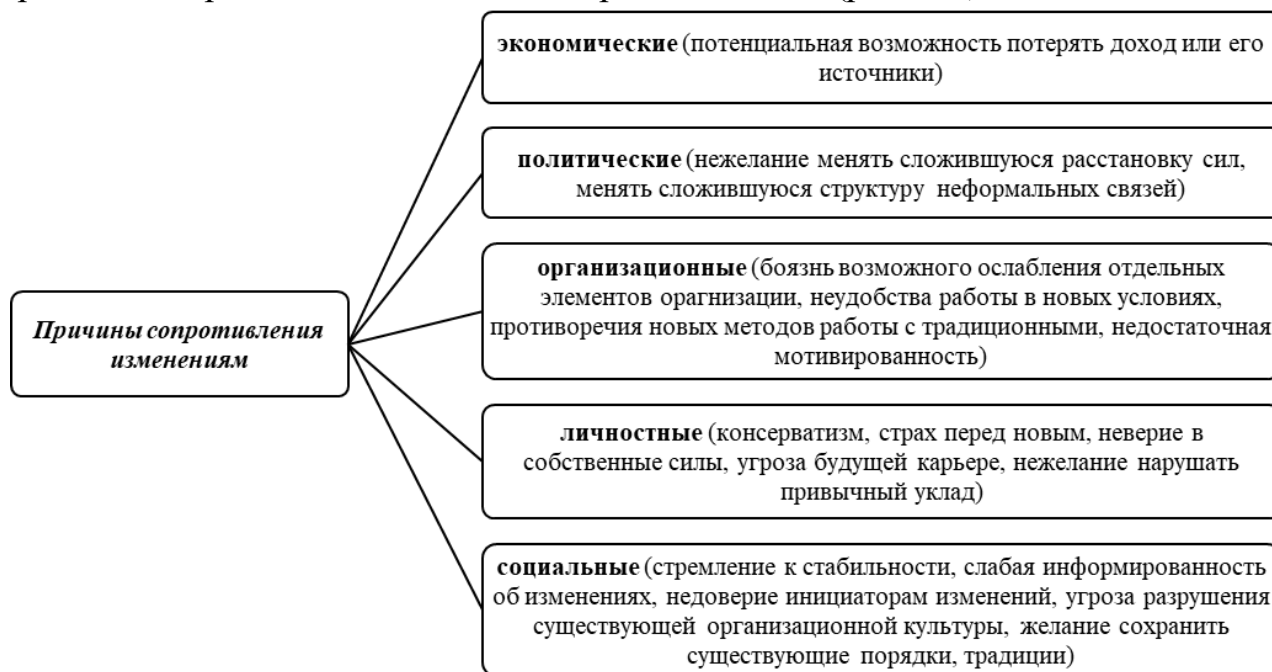 экономические (потенциальная возможность потерять доход или его
источники)
политические (нежелание менять сложившуюся расстановку сил,
менять сложившуюся структуру неформальных связей)
организационные (боязнь возможного ослабления отдельных
элементов орагнизации, неудобства работы в новых условиях,
противоречия новых методов работы с традиционными, недостаточная
мотивированность)
Причины сопротивления
изменениям
личностные (консерватизм, страх перед новым, неверие в
собственные силы, угроза будущей карьере, нежелание нарушать
привычный уклад)
социальные (стремление к стабильности, слабая информированность
об изменениях, недоверие инициаторам изменений, угроза разрушения
существующей организационной культуры, желание сохранить
существующие порядки, традиции)